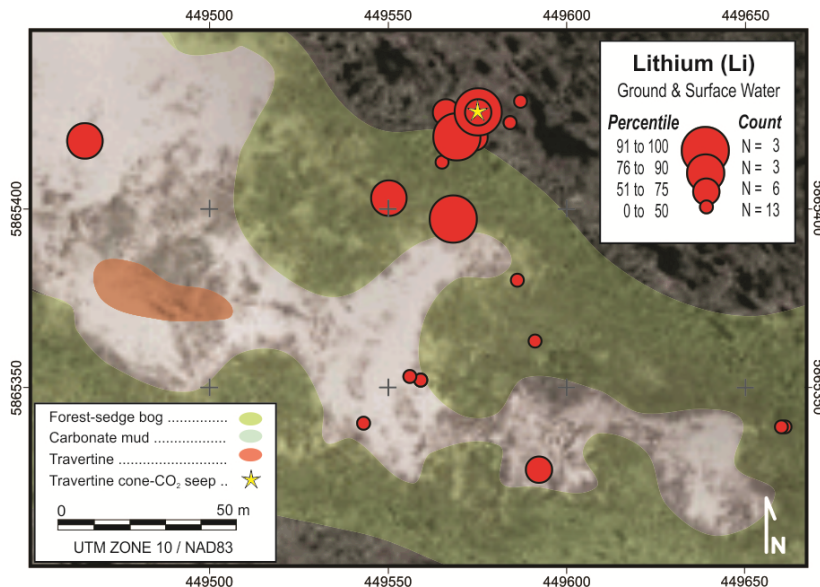 449500 449550 449600 449650
Lithium (Li)
Ground & Surface Water
Percentile Count
91 to 100 N = 3
76 to 90 N = 3
51 to 75 N = 6
0 to 50 N = 13
5865400 5865400
5865350 5865350
Forest-sedge bog ...............
Carbonate mud ..................
Travertine ........................
Travertine cone-CO₂ seep ..
0 50 m
UTM ZONE 10 / NAD83
N
449500 449550 449600 449650